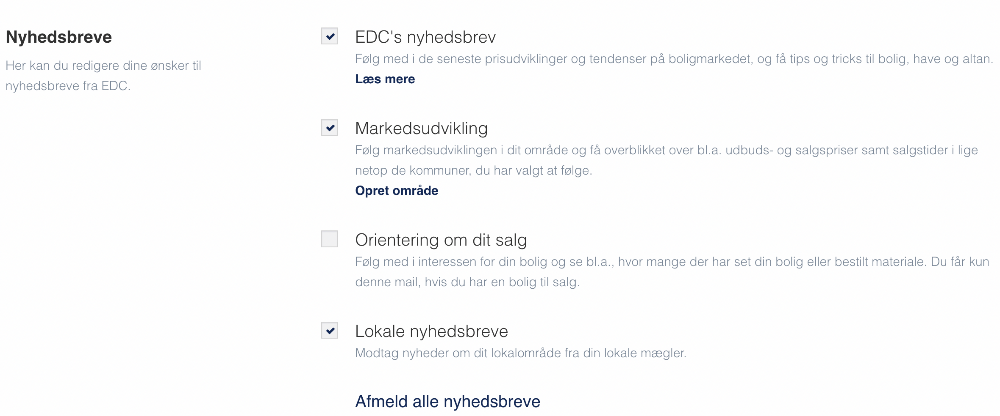 Nyhedsbreve
Her kan du redigere dine ønsker til
nyhedsbreve fra EDC.
EDC's nyhedsbrev
Følg med i de seneste prisudviklinger og tendenser på boligmarkedet, og få tips og tricks til bolig, have og altan.
Læs mere
Markedsudvikling
Følg markedsudviklingen i dit område og få overblikket over bl.a. udbuds- og salgspriser samt salgstider i lige
netop de kommuner, du har valgt at følge.
Opret område
Orientering om dit salg
Følg med i interessen for din bolig og se bl.a., hvor mange der har set din bolig eller bestilt materiale. Du får kun
denne mail, hvis du har en bolig til salg.
Lokale nyhedsbreve
Modtag nyheder om dit lokalområde fra din lokale mægler.
Afmeld alle nyhedsbreve